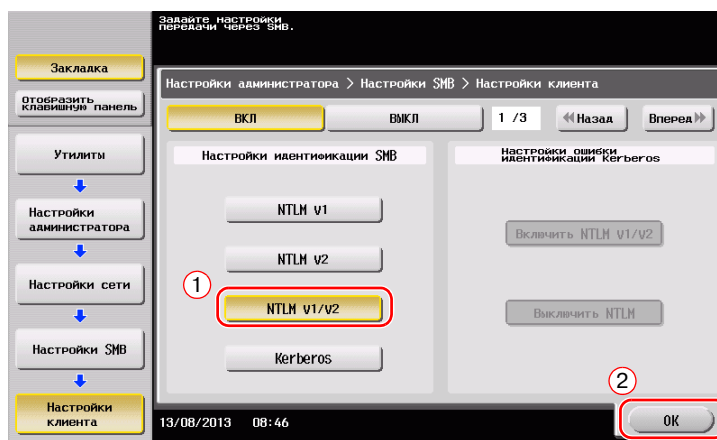 Задайте настройки
передачи через SMB.
Закладка
Отобразить
клавишную панель
Утилиты
Настройки
администратора
Настройки сети
Настройки SMB
Настройки
клиента
Настройки администратора > Настройки SMB > Настройки клиента
ВКЛ
ВЫКЛ
1 /3
Назад
Вперед
Настройки идентификации SMB
NTLM v1
NTLM v2
1
NTLM v1/v2
Kerberos
Настройки ошибки
идентификации Kerberos
Включить NTLM v1/v2
Выключить NTLM
2
13/08/2013 08:46
OK